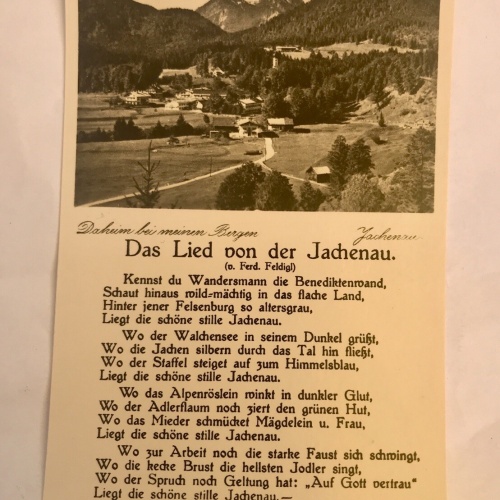 Daheim bei meinen Bergen
Jachenau
Das Lied von der Jachenau.
(v. Ferd. Feldigl)
Kennst du Wandersmann die Benediktenwand,
Schaut hinaus wild-mächtig in das flache Land,
Hinter jener Felsenburg so altersgrau,
Liegt die schöne stille Jachenau.
Wo der Walchensee in seinem Dunkel grüßt,
Wo die Jachen silbern durch das Tal hin fließt,
Wo der Staffel steiget auf zum Himmelsblau,
Liegt die schöne stille Jachenau.
Wo das Alpenröslein winkt in dunkler Glut,
Wo der Adlerflaum noch ziert den grünen Hut,
Wo das Mieder schmücket Mägdelein u. Frau,
Liegt die schöne stille Jachenau.
Wo zur Arbeit noch die starke Faust sich schwingt,
Wo die kecke Brust die hellsten Jodler singt,
Wo der Spruch noch Geltung hat: „Auf Gott vertrau“
Liegt die schöne stille Jachenau.—